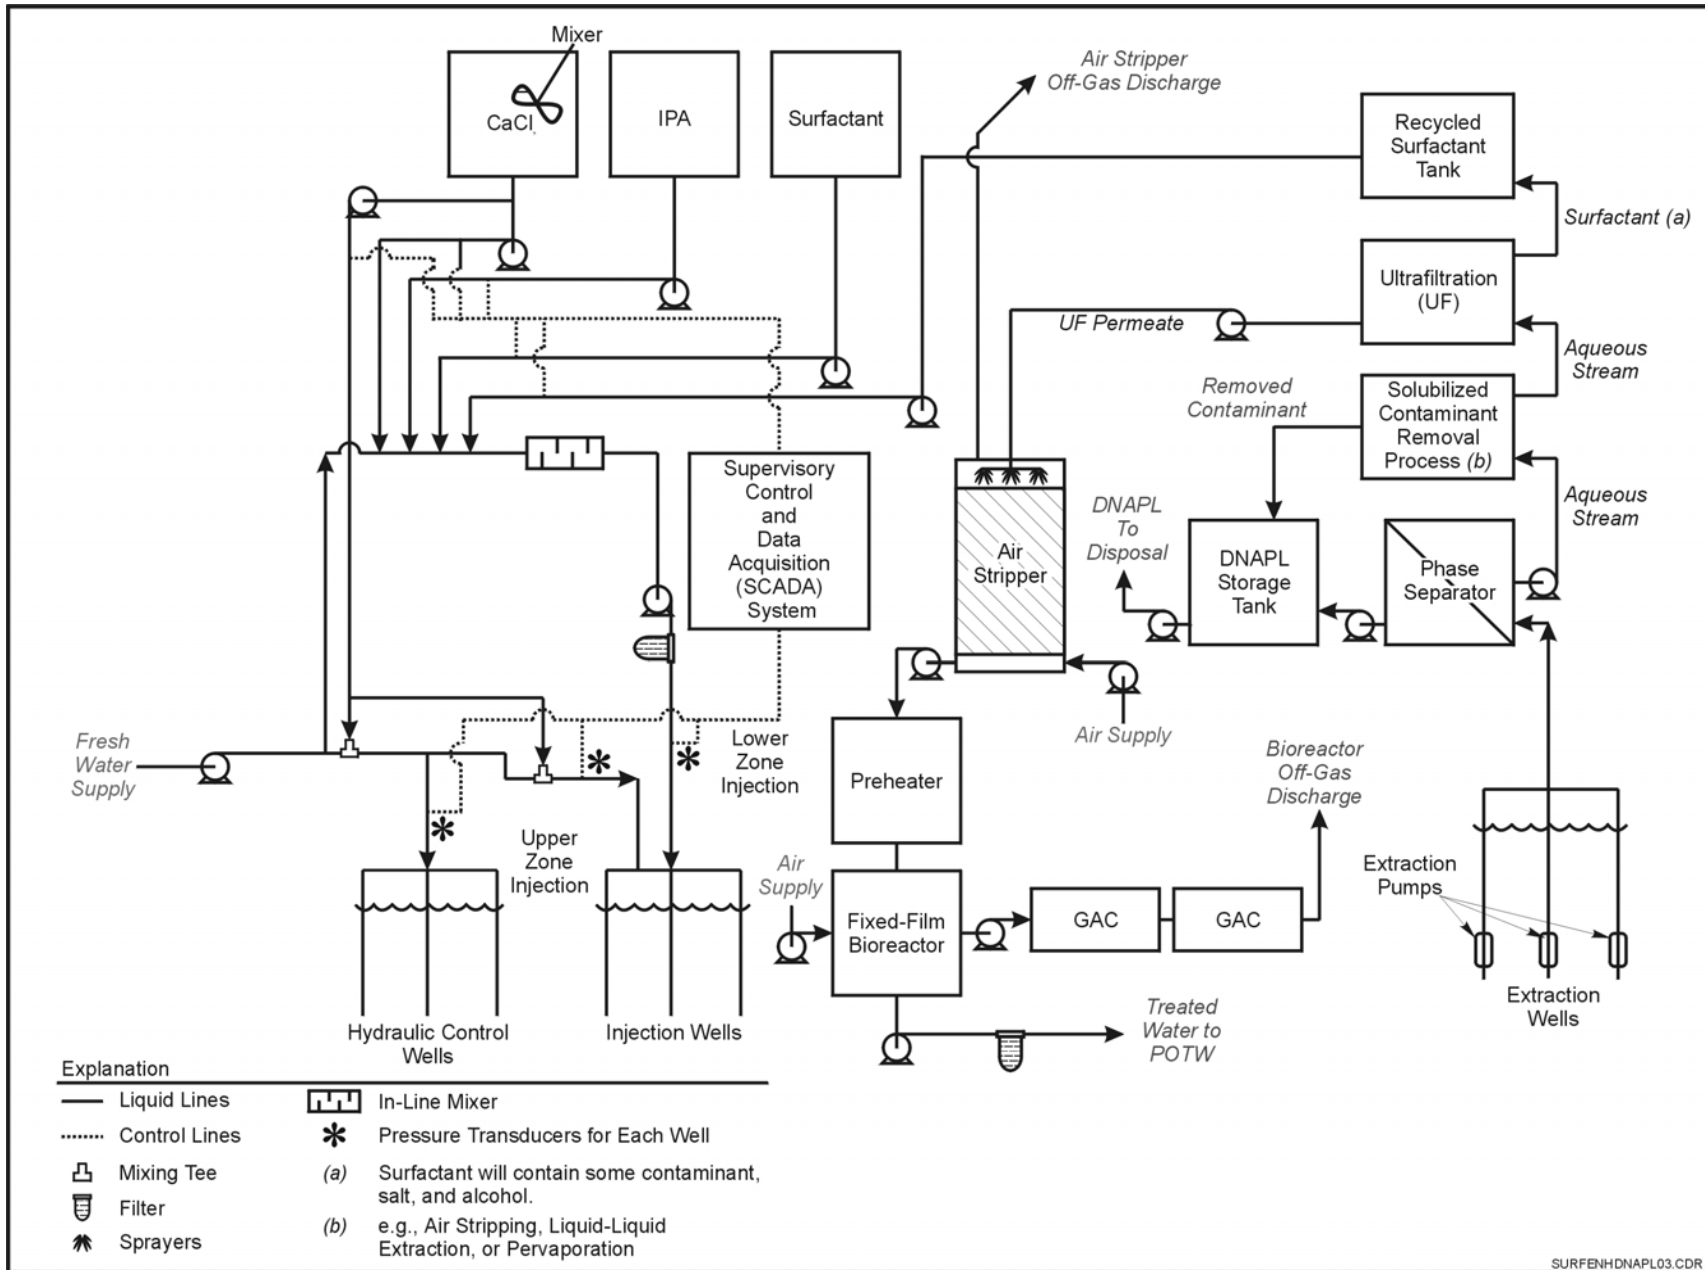 Mixer
CaCl
IPA
Surfactant
Air Stripper
Off-Gas Discharge
Recycled
Surfactant
Tank
Surfactant (a)
Ultrafiltration
(UF)
UF Permeate
Aqueous
Stream
Removed
Contaminant
Solubilized
Contaminant
Removal
Process (b)
Aqueous
Stream
Supervisory
Control
and
Data
Acquisition
(SCADA)
System
DNAPL
To
Disposal
Air
Stripper
DNAPL
Storage
Tank
Phase
Separator
Fresh
Water
Supply
Lower
Zone
Injection
Air Supply
Preheater
Bioreactor
Off-Gas
Discharge
Upper
Zone
Injection
Air
Supply
Fixed-Film
Bioreactor
GAC
GAC
Extraction
Pumps
Extraction
Wells
Hydraulic Control
Wells
Injection Wells
Treated
Water to
POTW
Explanation
Liquid Lines
Control Lines
Mixing Tee
Filter
Sprayers
In-Line Mixer
Pressure Transducers for Each Well
(a) Surfactant will contain some contaminant,
salt, and alcohol.
(b) e.g., Air Stripping, Liquid-Liquid
Extraction, or Pervaporation
SURFENHDNAPL03.CDR